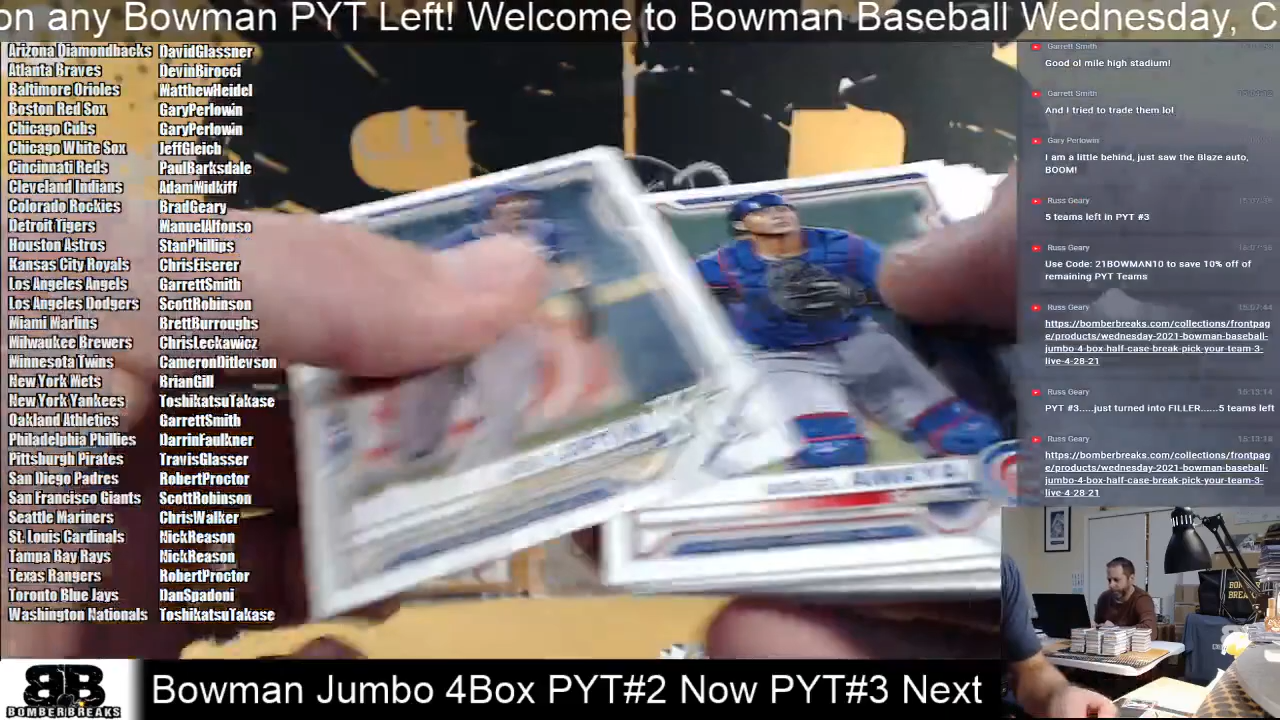 on any Bowman PYT Left! Welcome to Bowman Baseball Wednesday, C
Arizona Diamondbacks DavidGlassner
Atlanta Braves DevinBirocci
Baltimore Orioles MatthewHeidel
Boston Red Sox GaryPerlowin
Chicago Cubs GaryPerlowin
Chicago White Sox JeffGleich
Cincinnati Reds PaulBarksdale
Cleveland Indians AdamWidkiff
Colorado Rockies BradGeary
Detroit Tigers ManuelAlfonso
Houston Astros StanPhillips
Kansas City Royals ChrisEiserer
Los Angeles Angels GarrettSmith
Los Angeles Dodgers ScottRobinson
Miami Marlins BrettBurroughs
Milwaukee Brewers ChrisLeckawicz
Minnesota Twins CameronDitlevson
New York Mets BrianGill
New York Yankees ToshikatsuTakase
Oakland Athletics GarrettSmith
Philadelphia Phillies DarrinFaulkner
Pittsburgh Pirates TravisGlasser
San Diego Padres RobertProctor
San Francisco Giants ScottRobinson
Seattle Mariners ChrisWalker
St. Louis Cardinals NickReason
Tampa Bay Rays NickReason
Texas Rangers RobertProctor
Toronto Blue Jays DanSpadoni
Washington Nationals ToshikatsuTakase
AMAYA
Garrett Smith
Good ol mile high stadium!
Garrett Smith
And I tried to trade them lol
Gary Perlowin
I am a little behind, just saw the Blaze auto,
BOOM!
Russ Geary
5 teams left in PYT #3
Russ Geary
Use Code: 21BOWMAN10 to save 10% off of
remaining PYT Teams
Russ Geary
https://bomberbreaks.com/collections/frontpag
e/products/wednesday-2021-bowman-baseball-
jumbo-4-box-half-case-break-pick-your-team-3-
live-4-28-21
Russ Geary
PYT #3.....just turned into FILLER......5 teams left
Russ Geary
https://bomberbreaks.com/collections/frontpag
e/products/wednesday-2021-bowman-baseball-
jumbo-4-box-half-case-break-pick-your-team-3-
live-4-28-21
BB
BOMBERBREAKS
Bowman Jumbo 4Box PYT#2 Now PYT#3 Next